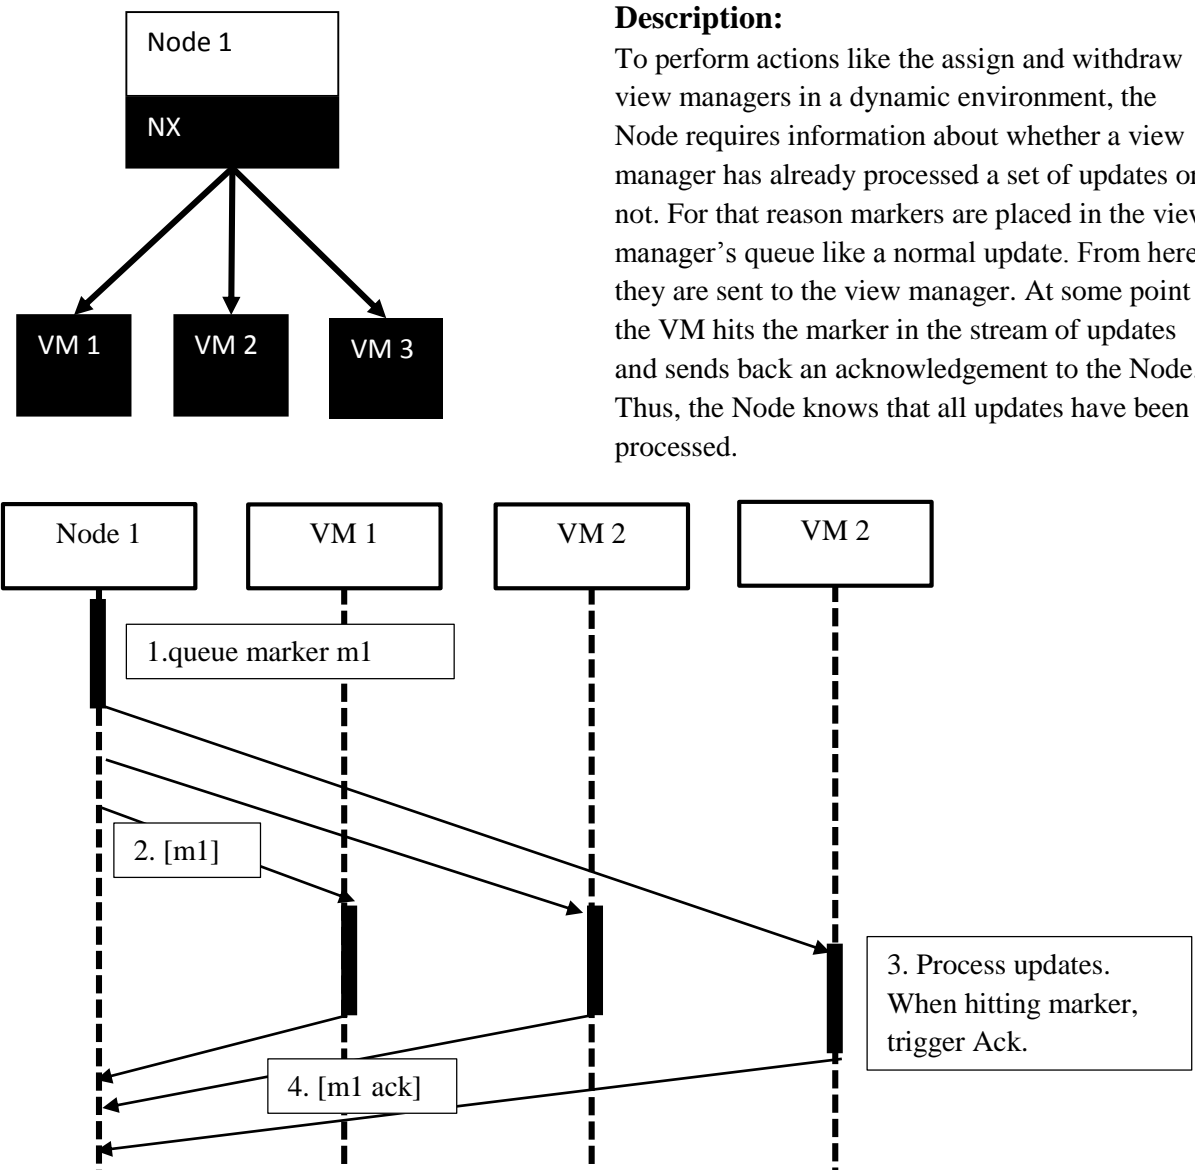 Node 1
NX
VM 1
VM 2
VM 3
Description:
To perform actions like the assign and withdraw
view managers in a dynamic environment, the
Node requires information about whether a view
manager has already processed a set of updates or
not. For that reason markers are placed in the view
manager’s queue like a normal update. From here
they are sent to the view manager. At some point
the VM hits the marker in the stream of updates
and sends back an acknowledgement to the Node.
Thus, the Node knows that all updates have been
processed.
Node 1
VM 1
VM 2
VM 2
1.queue marker m1
2. [m1]
3. Process updates.
When hitting marker,
trigger Ack.
4. [m1 ack]